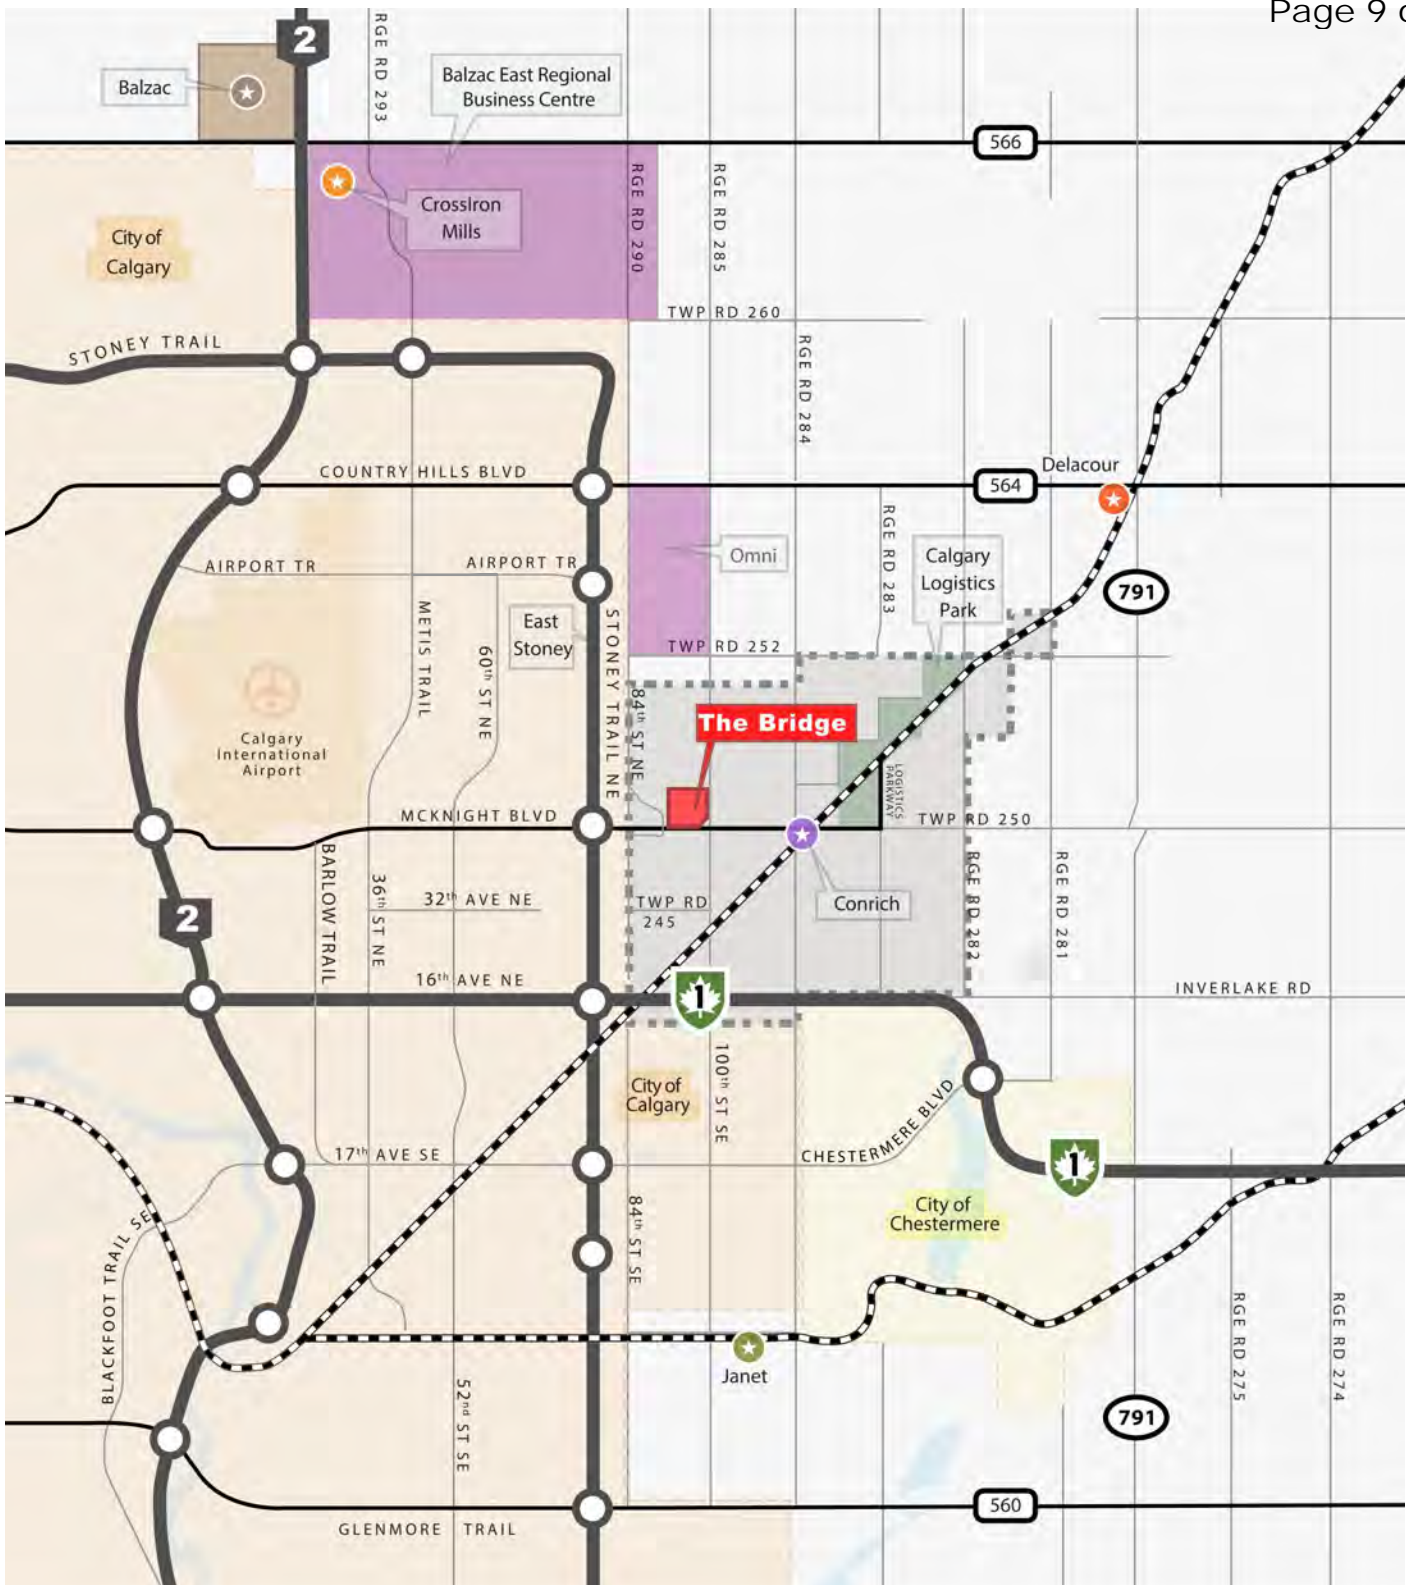 Page 9 o
2
RGE RD 293
Balzac
Balzac East Regional
Business Centre
566
RGE RD 290
RGE RD 285
CrossIron
Mills
City of
Calgary
TWP RD 260
STONEY TRAIL
RGE RD 284
COUNTRY HILLS BLVD
Delacour
564
RGE RD 283
AIRPORT TR
AIRPORT TR
Omni
Calgary
Logistics
Park
791
METIS TRAIL
60th ST NE
East
Stoney
STONEY TRAIL NE
TWP RD 252
84th ST NE
The Bridge
Calgary
International
Airport
LOGISTICS
PARKWAY
MCKNIGHT BLVD
TWP RD 250
BARLOW TRAIL
36th ST NE
32th AVE NE
TWP RD
245
Conrich
RGE RD 282
RGE RD 281
2
16th AVE NE
1
INVERLAKE RD
City of
Calgary
100th ST SE
CHESTERMERE BLVD
17th AVE SE
1
BLACKFOOT TRAIL SE
84th ST SE
City of
Chestermere
RGE RD 275
RGE RD 274
Janet
52nd ST SE
791
560
GLENMORE TRAIL